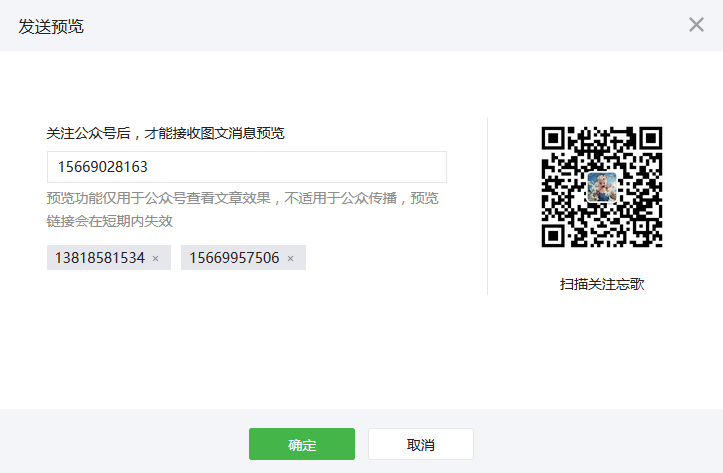 发送预览
关注公众号后，才能接收图文消息预览
15669028163
预览功能仅用于公众号查看文章效果，不适用于公众传播，预览
链接会在短期内失效
13818581534 × 15669957506 ×
扫描关注忘歌
确定 取消